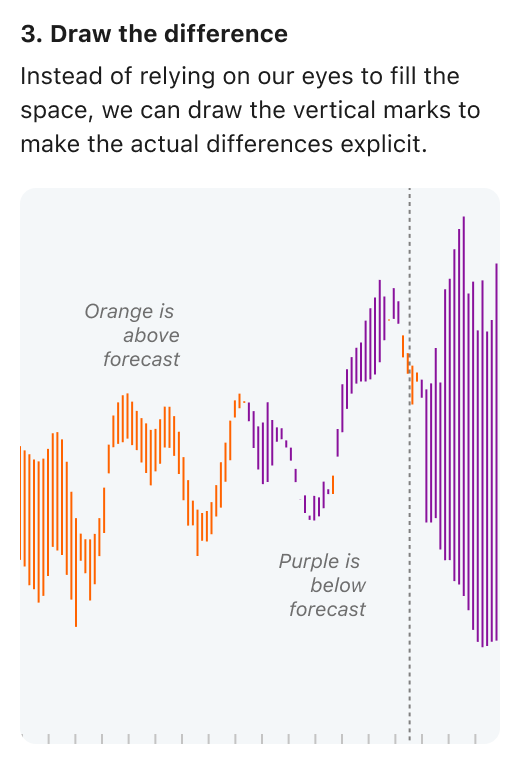 3. Draw the difference
Instead of relying on our eyes to fill the
space, we can draw the vertical marks to
make the actual differences explicit.
Orange is
above
forecast
Purple is
below
forecast